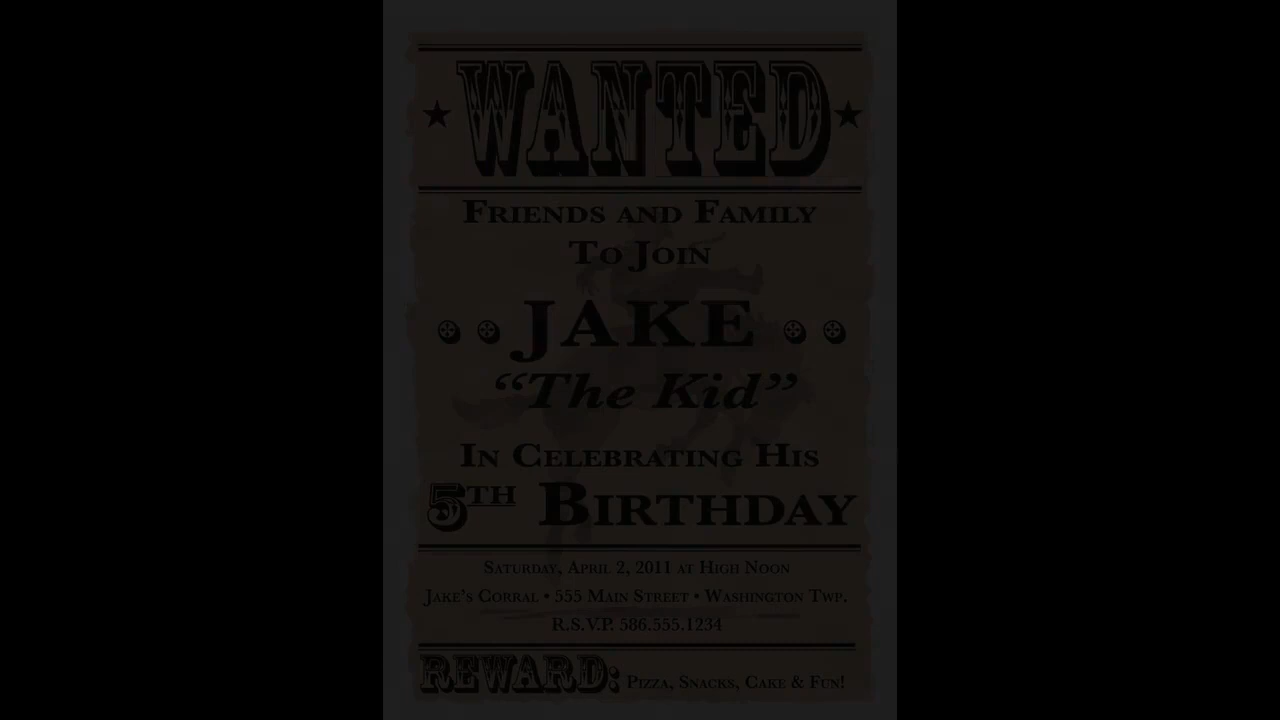 WANTED
FRIENDS AND FAMILY
TO JOIN
JAKE
“The Kid”
IN CELEBRATING HIS
5TH BIRTHDAY
SATURDAY, APRIL 2, 2011 AT HIGH NOON
JAKE'S CORRAL • 555 MAIN STREET • WASHINGTON TWP.
R.S.V.P. 586.555.1234
REWARD: PIZZA, SNACKS, CAKE & FUN!